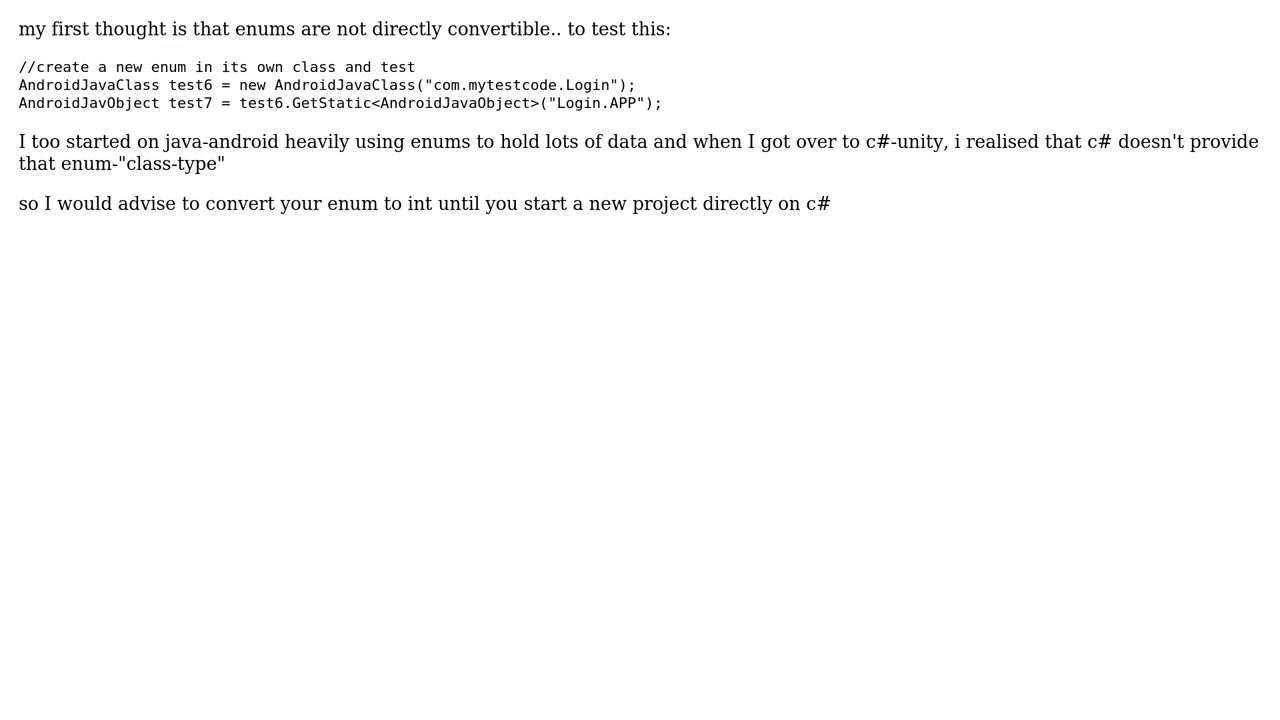 my first thought is that enums are not directly convertible.. to test this:
//create a new enum in its own class and test
AndroidJavaClass test6 = new AndroidJavaClass("com.mytestcode.Login");
AndroidJavObject test7 = test6.GetStatic<AndroidJavaObject>("Login.APP");
I too started on java-android heavily using enums to hold lots of data and when I got over to c#-unity, i realised that c# doesn't provide
that enum-"class-type"
so I would advise to convert your enum to int until you start a new project directly on c#